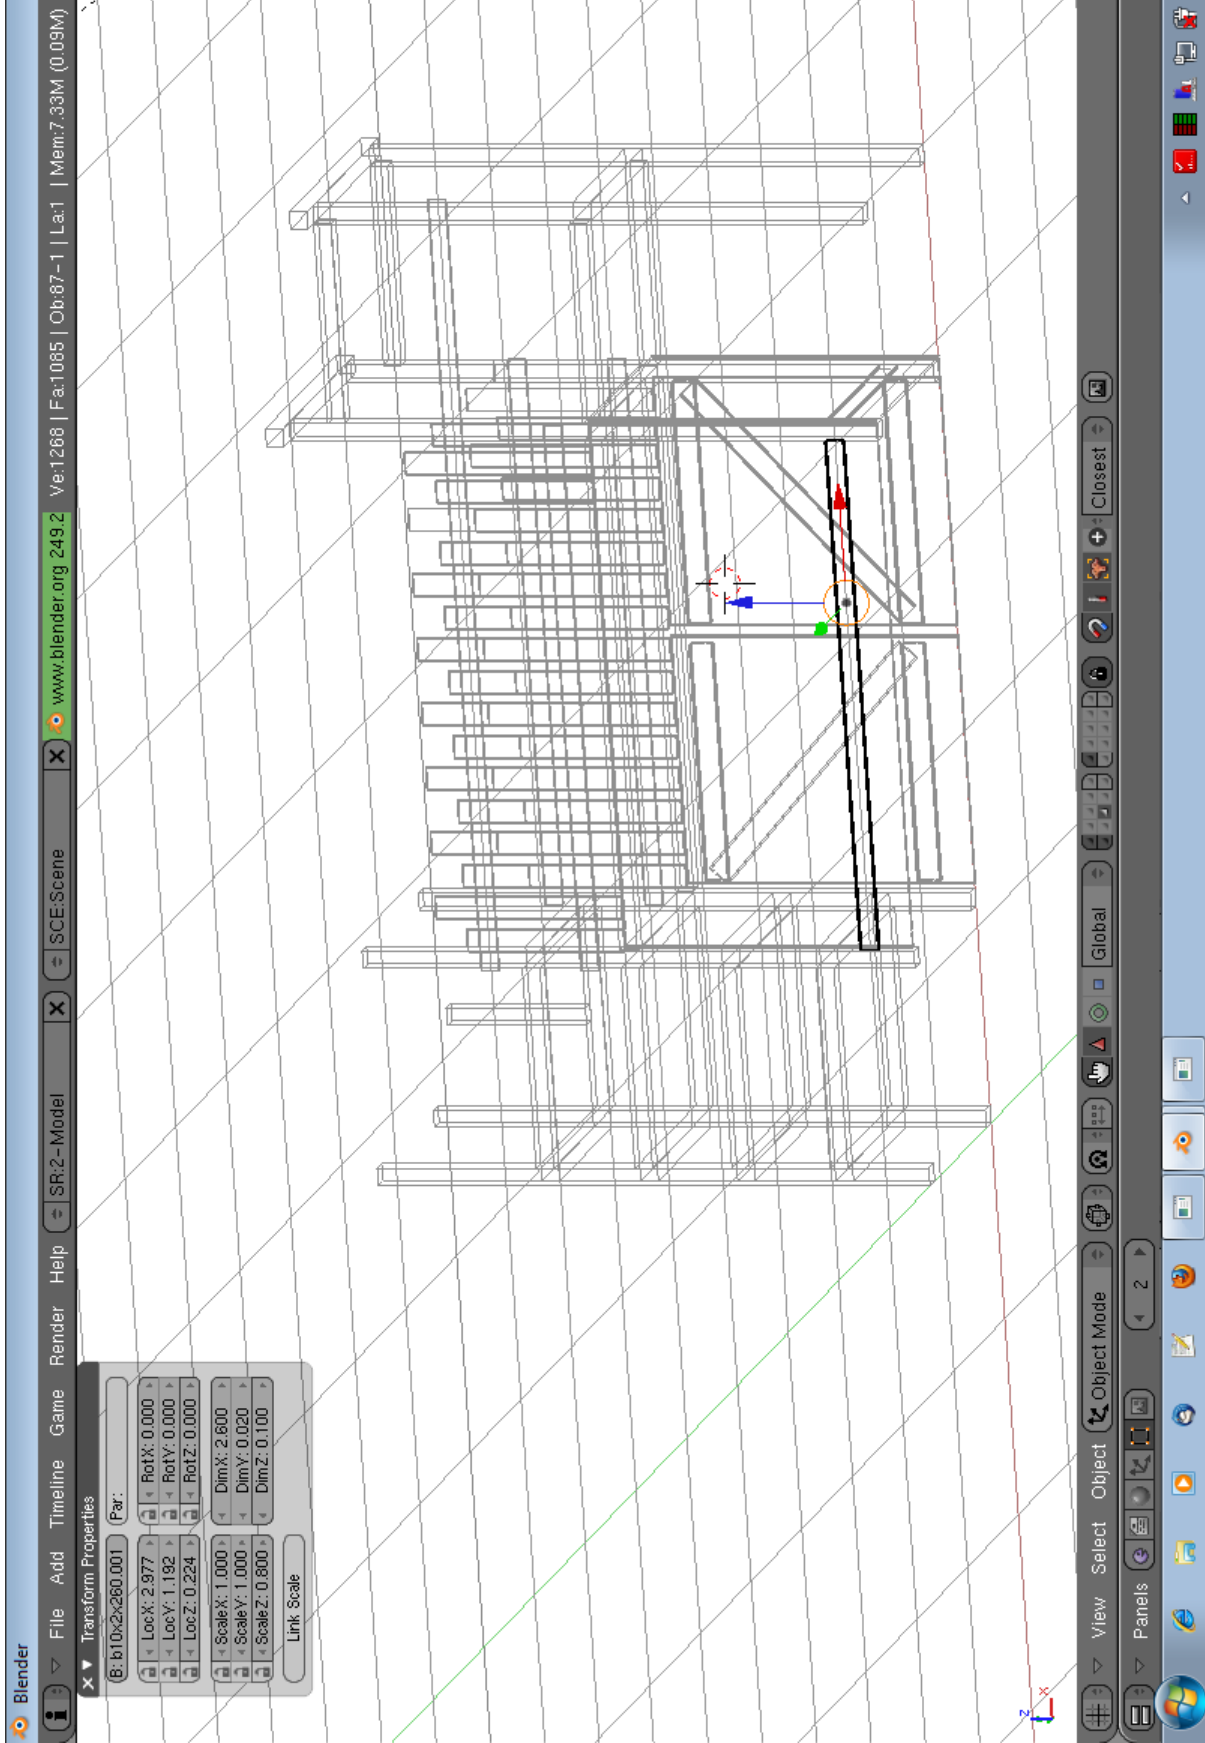 Blender
File Add Timeline Game Render Help
SR:2-Model
SCE:Scene
www.blender.org 249.2
Ve:1268 | Fa:1085 | Ob:87-1 | La:1 | Mem:7.33M (0.09M)
Transform Properties
B: b10x2x260.001
Par:
LocX: 2.977
RotX: 0.000
LocY: 1.192
RotY: 0.000
LocZ: 0.224
RotZ: 0.000
ScaleX: 1.000
DimX: 2.600
ScaleY: 1.000
DimY: 0.020
ScaleZ: 0.800
DimZ: 0.100
Link Scale
z
x
View Select Object
Object Mode
Global
Closest
Panels
2